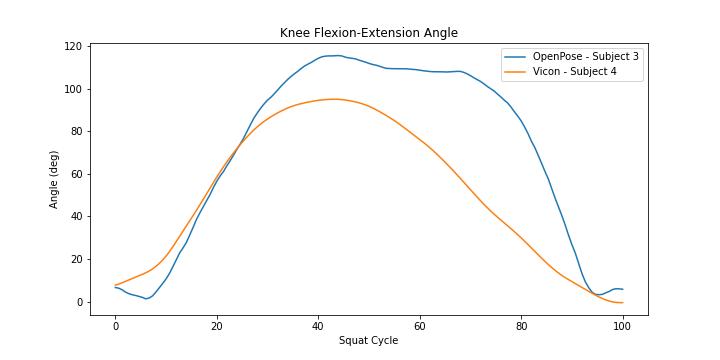 Knee Flexion-Extension Angle
OpenPose - Subject 3
Vicon - Subject 4
120
100
80
60
40
20
0
Angle (deg)
0 20 40 60 80 100
Squat Cycle